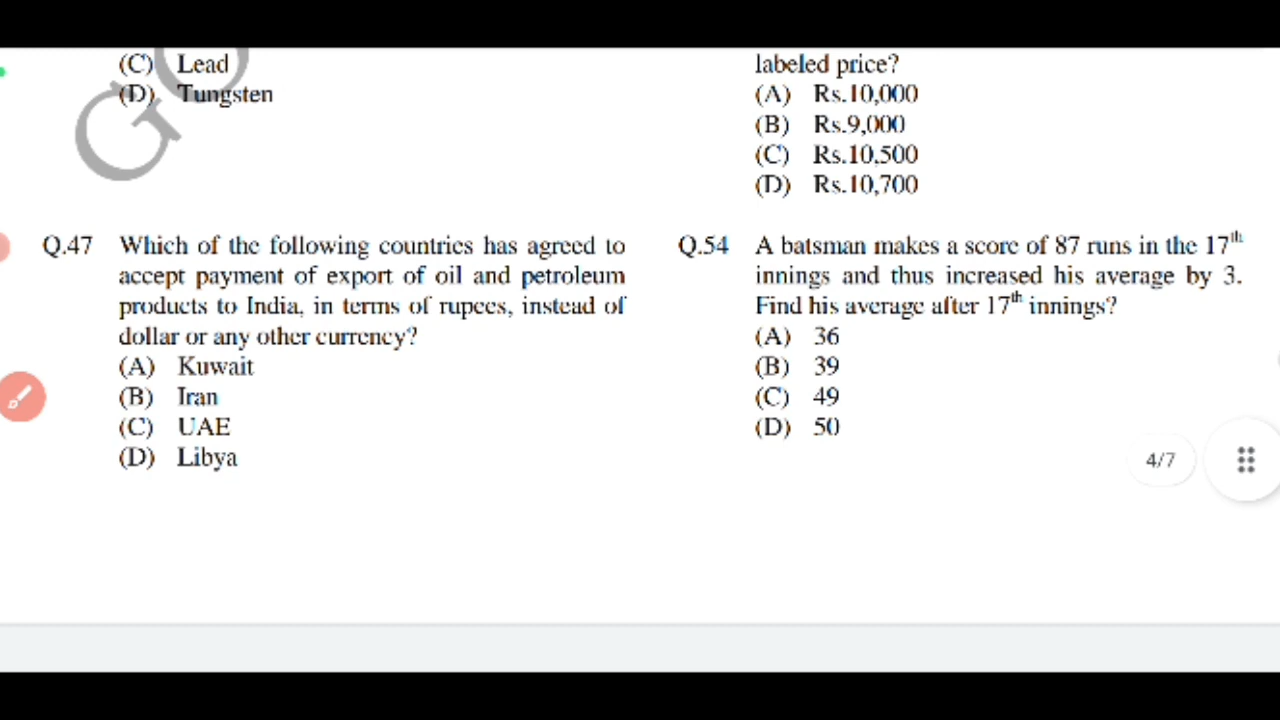 (C) Lead
(D) Tungsten
Q.47 Which of the following countries has agreed to
accept payment of export of oil and petroleum
products to India, in terms of rupees, instead of
dollar or any other currency?
(A) Kuwait
(B) Iran
(C) UAE
(D) Libya
labeled price?
(A) Rs.10,000
(B) Rs.9,000
(C) Rs.10,500
(D) Rs.10,700
Q.54 A batsman makes a score of 87 runs in the 17th
innings and thus increased his average by 3.
Find his average after 17th innings?
(A) 36
(B) 39
(C) 49
(D) 50
4/7